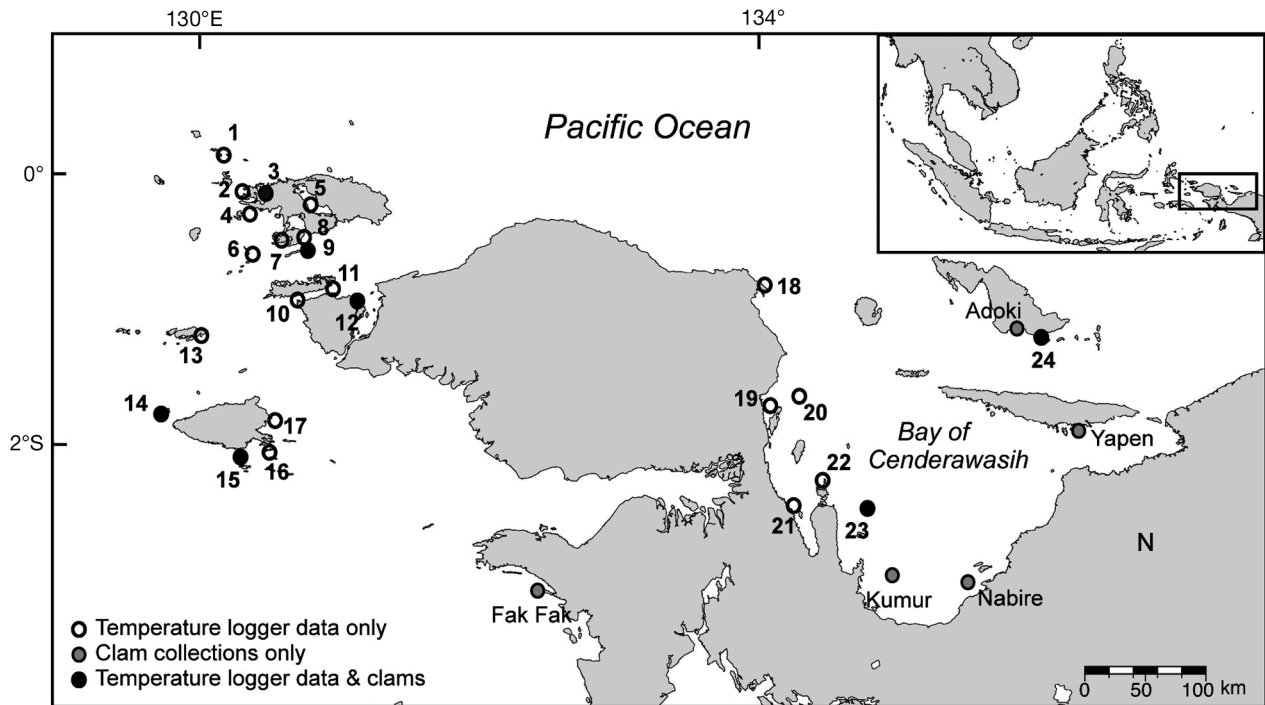 130°E
134°
Pacific Ocean
0°
1
2
3
4
5
6
7
8
9
10
11
12
13
14
15
16
17
18
19
20
21
22
23
24
Adoki
2°S
Bay of
Cenderawasih
Yapen
N
Kumur
Nabire
Fak Fak
Temperature logger data only
Clam collections only
Temperature logger data & clams
0 50 100 km